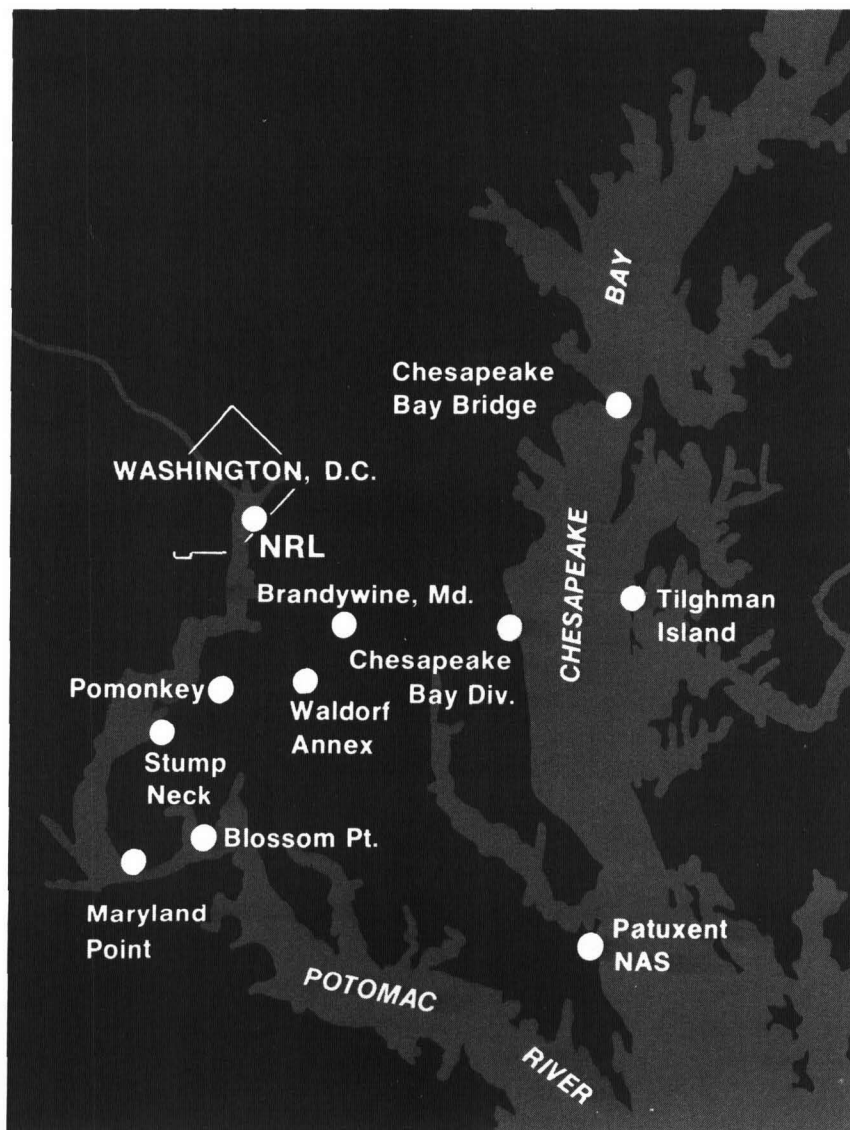 BAY
Chesapeake
Bay Bridge
WASHINGTON, D.C.
NRL
CHESAPEAKE
Brandywine, Md.
Tilghman
Island
Chesapeake
Bay Div.
Pomonkey
Waldorf
Annex
Stump
Neck
Blossom Pt.
Maryland
Point
Patuxent
NAS
POTOMAC
RIVER